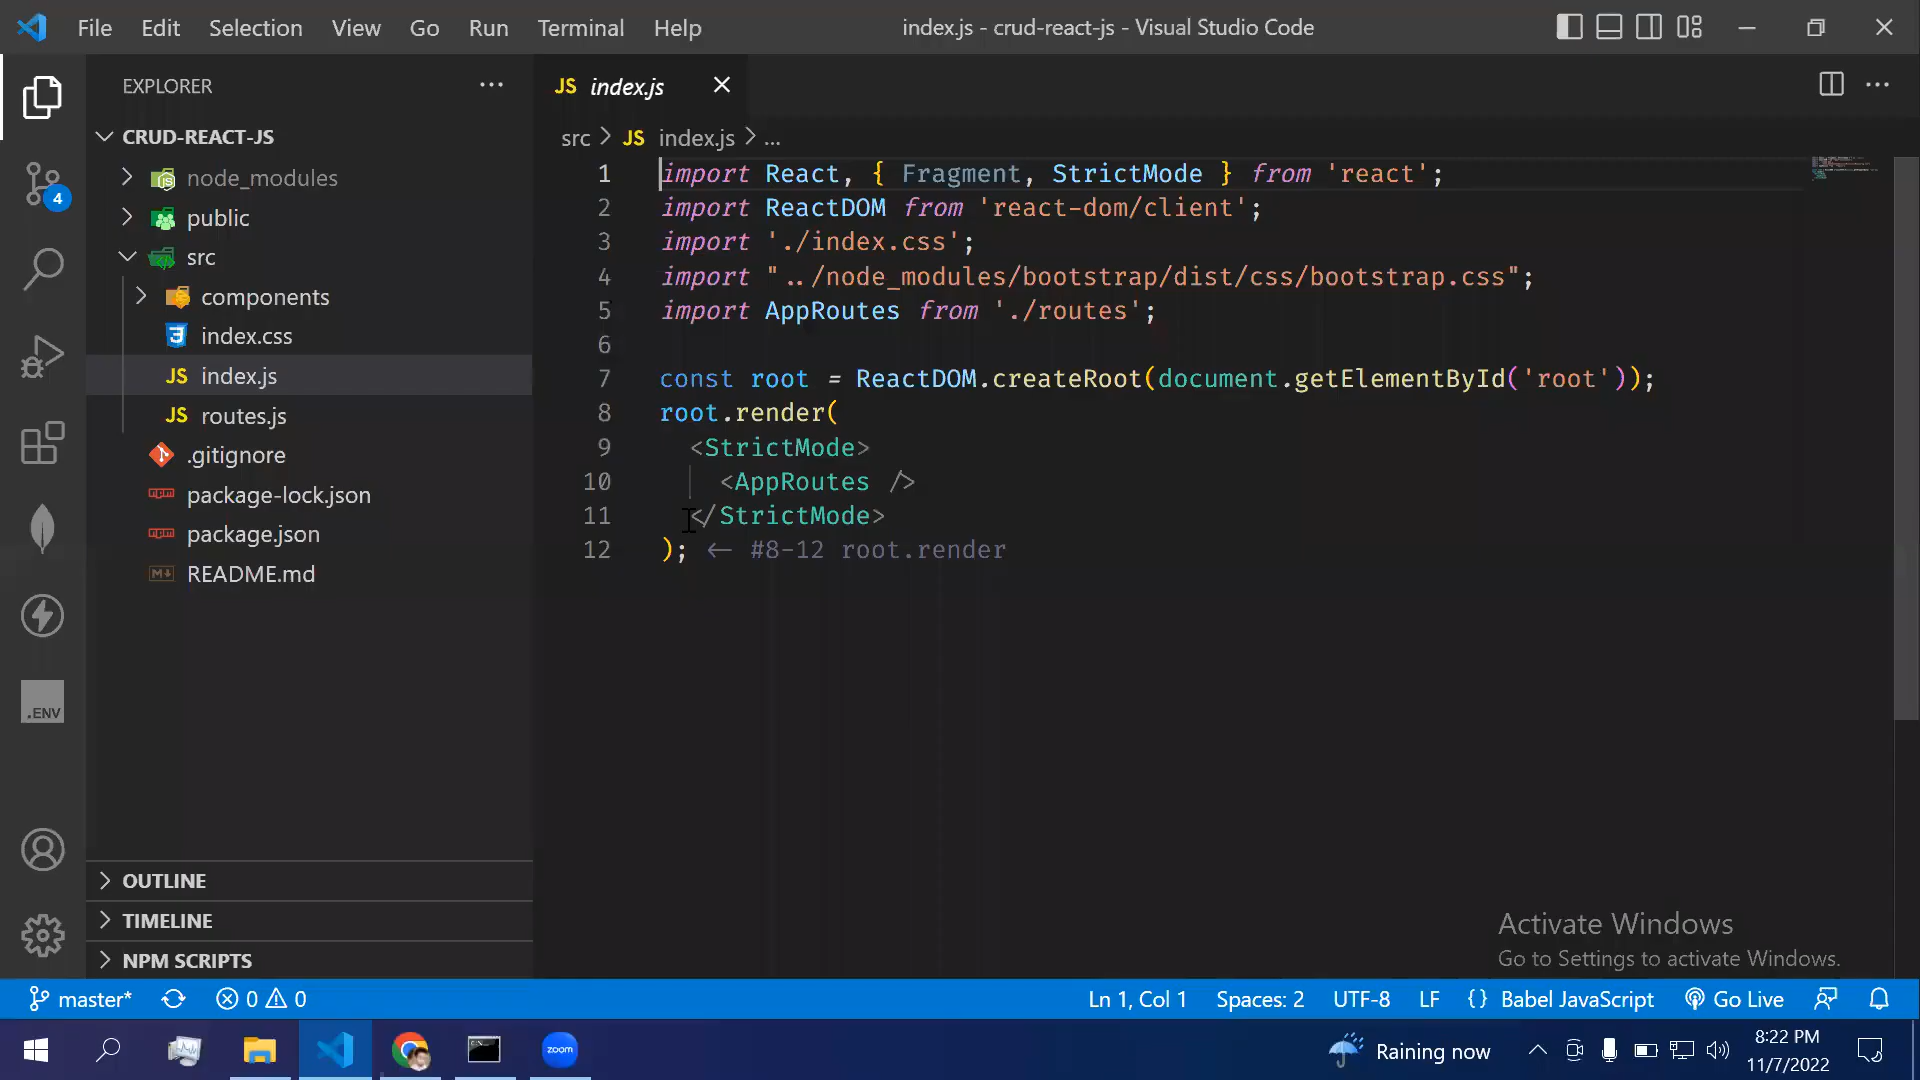 File Edit Selection View Go Run Terminal Help
index.js - crud-react-js - Visual Studio Code
EXPLORER
CRUD-REACT-JS
node_modules
public
src
components
index.css
JS index.js
JS routes.js
.gitignore
package-lock.json
package.json
README.md
OUTLINE
TIMELINE
NPM SCRIPTS
4
.ENV
JS index.js
src > JS index.js > ...
1 import React, { Fragment, StrictMode } from 'react';
2 import ReactDOM from 'react-dom/client';
3 import './index.css';
4 import "../node_modules/bootstrap/dist/css/bootstrap.css";
5 import AppRoutes from './routes';
6
7 const root = ReactDOM.createRoot(document.getElementById('root'));
8 root.render(
9 <StrictMode>
10 <AppRoutes />
11 </StrictMode>
12 ); <- #8-12 root.render
Activate Windows
Go to Settings to activate Windows.
master* 0 0 Ln 1, Col 1 Spaces: 2 UTF-8 LF {} Babel JavaScript Go Live
zoom
Raining now
8:22 PM
11/7/2022